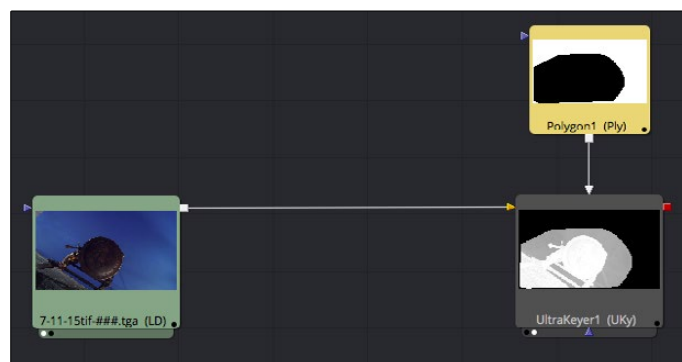 Polygon1 (Ply)
7-11-15tif-###.tga (LD)
UltraKeyer1 (UKy)